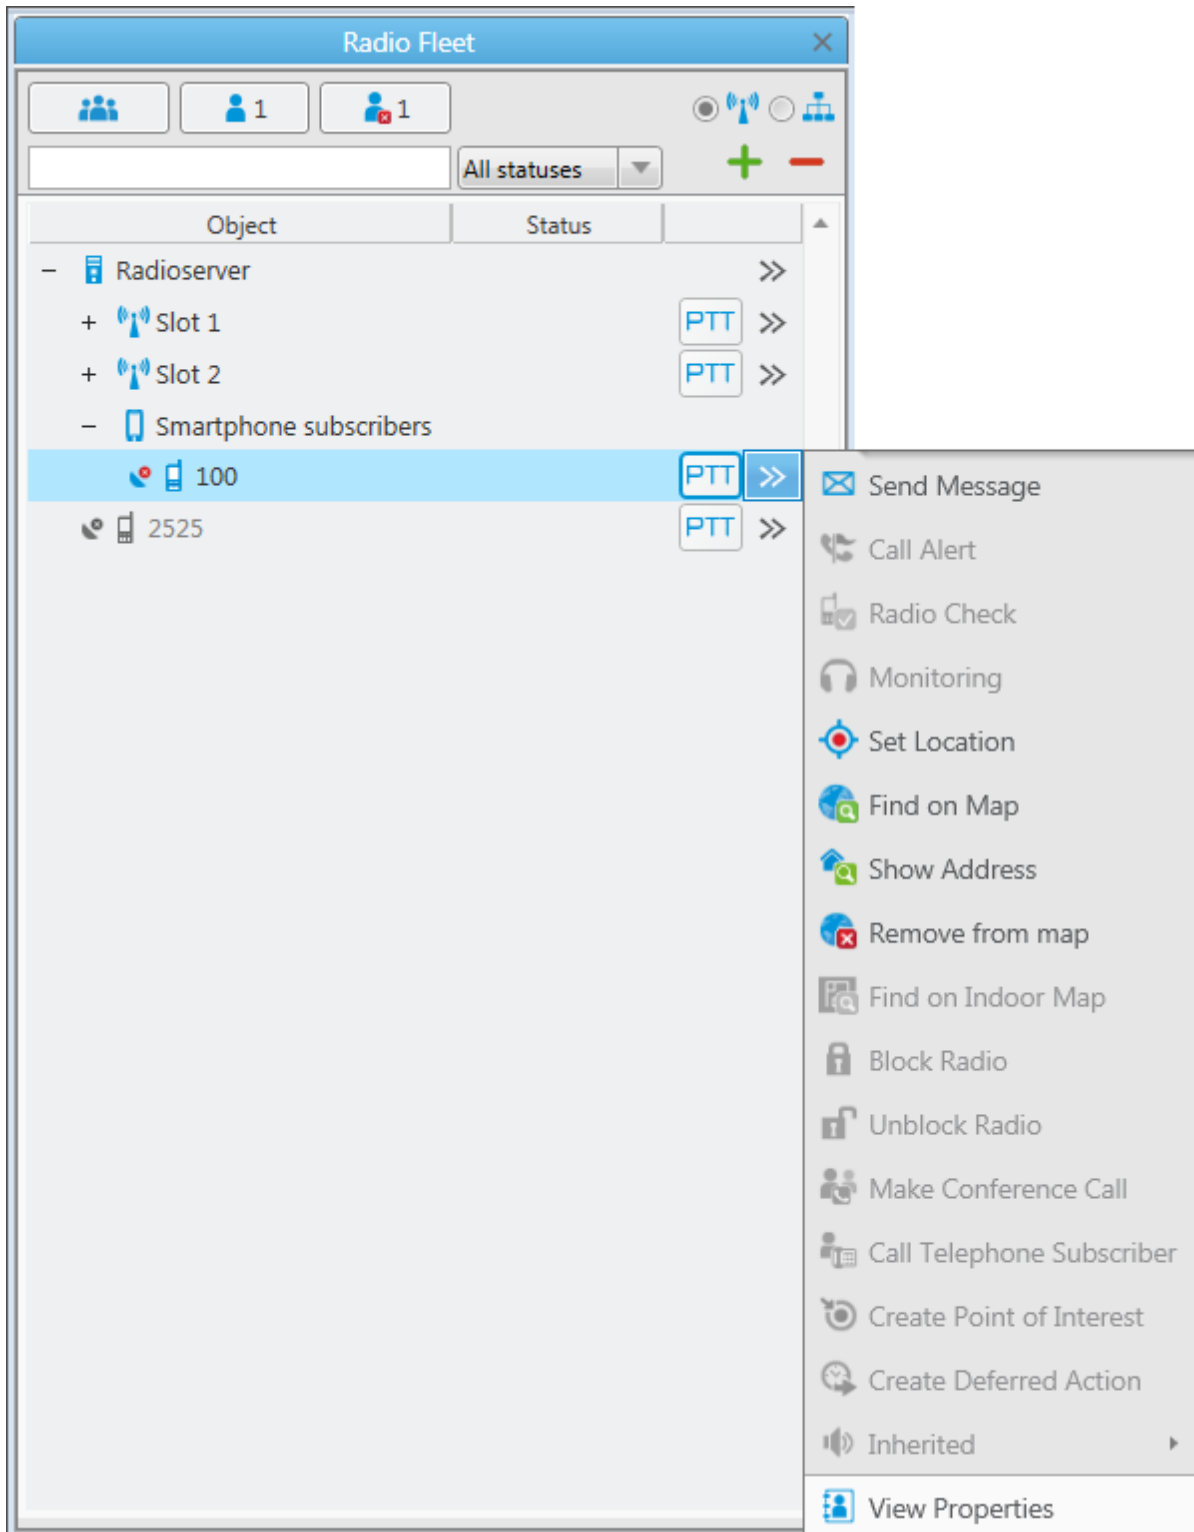 Radio Fleet
1
1
All statuses
Object Status
Radioserver
Slot 1 PTT
Slot 2 PTT
Smartphone subscribers
100 PTT
2525 PTT
Send Message
Call Alert
Radio Check
Monitoring
Set Location
Find on Map
Show Address
Remove from map
Find on Indoor Map
Block Radio
Unblock Radio
Make Conference Call
Call Telephone Subscriber
Create Point of Interest
Create Deferred Action
Inherited
View Properties